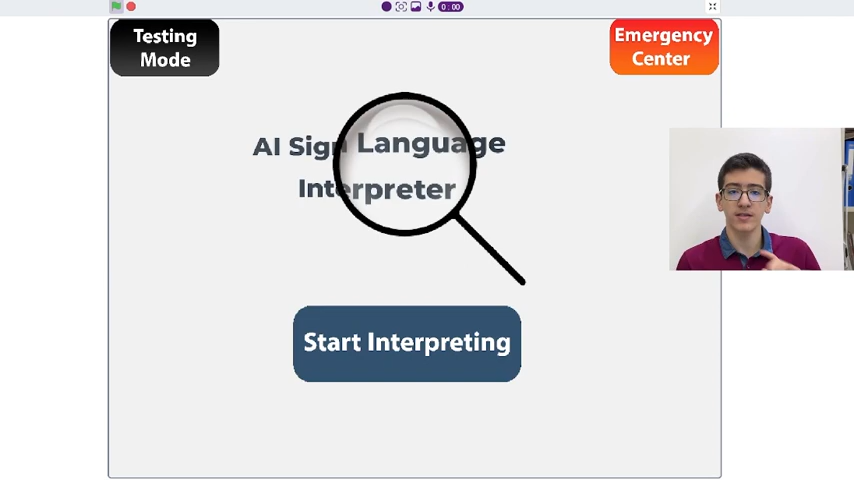 0:00
Testing
Mode
Emergency
Center
AI Sign Language
Interpreter
Start Interpreting